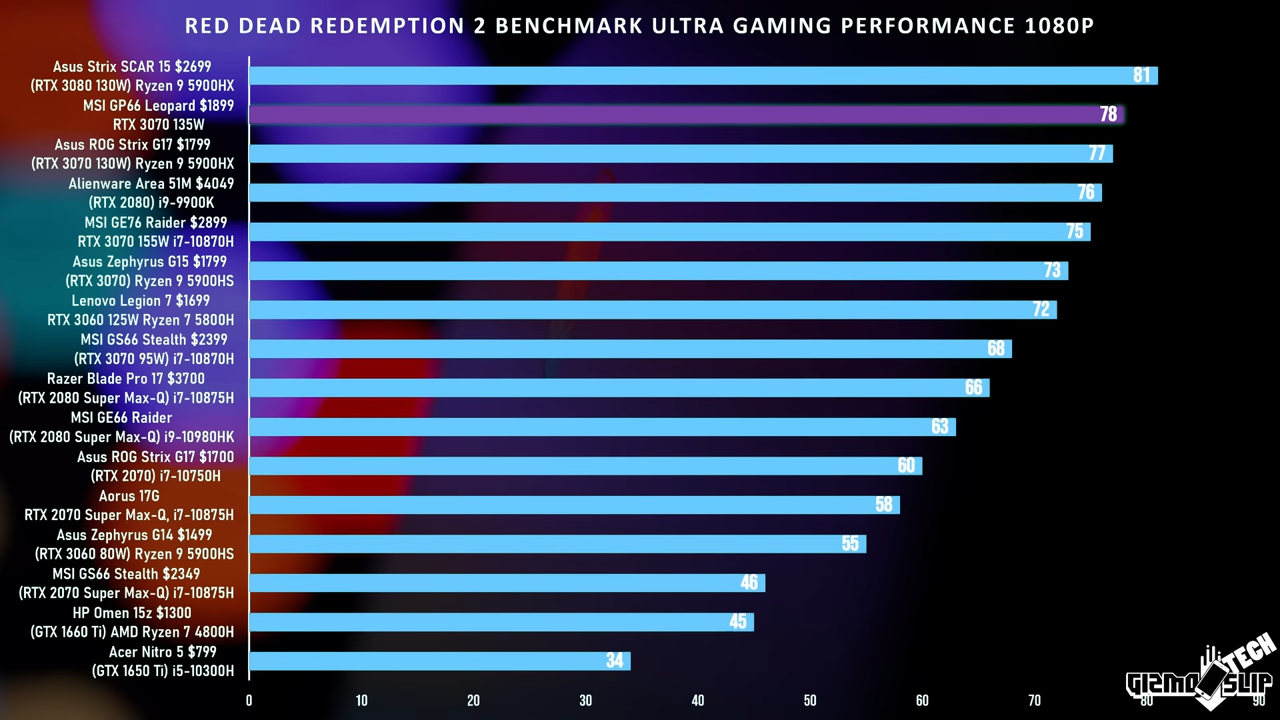 RED DEAD REDEMPTION 2 BENCHMARK ULTRA GAMING PERFORMANCE 1080P
Asus Strix SCAR 15 $2699
(RTX 3080 130W) Ryzen 9 5900HX
81
MSI GP66 Leopard $1899
RTX 3070 135W
78
Asus ROG Strix G17 $1799
(RTX 3070 130W) Ryzen 9 5900HX
77
Alienware Area 51M $4049
(RTX 2080) i9-9900K
76
MSI GE76 Raider $2899
RTX 3070 155W i7-10870H
75
Asus Zephyrus G15 $1799
(RTX 3070) Ryzen 9 5900HS
73
Lenovo Legion 7 $1699
RTX 3060 125W Ryzen 7 5800H
72
MSI GS66 Stealth $2399
(RTX 3070 95W) i7-10870H
68
Razer Blade Pro 17 $3700
(RTX 2080 Super Max-Q) i7-10875H
66
MSI GE66 Raider
(RTX 2080 Super Max-Q) i9-10980HK
63
Asus ROG Strix G17 $1700
(RTX 2070) i7-10750H
60
Aorus 17G
RTX 2070 Super Max-Q, i7-10875H
58
Asus Zephyrus G14 $1499
(RTX 3060 80W) Ryzen 9 5900HS
55
MSI GS66 Stealth $2349
(RTX 2070 Super Max-Q) i7-10875H
46
HP Omen 15z $1300
(GTX 1660 Ti) AMD Ryzen 7 4800H
45
Acer Nitro 5 $799
(GTX 1650 Ti) i5-10300H
34
0 10 20 30 40 50 60 70 80 90
GIZMO SLIP
TECH